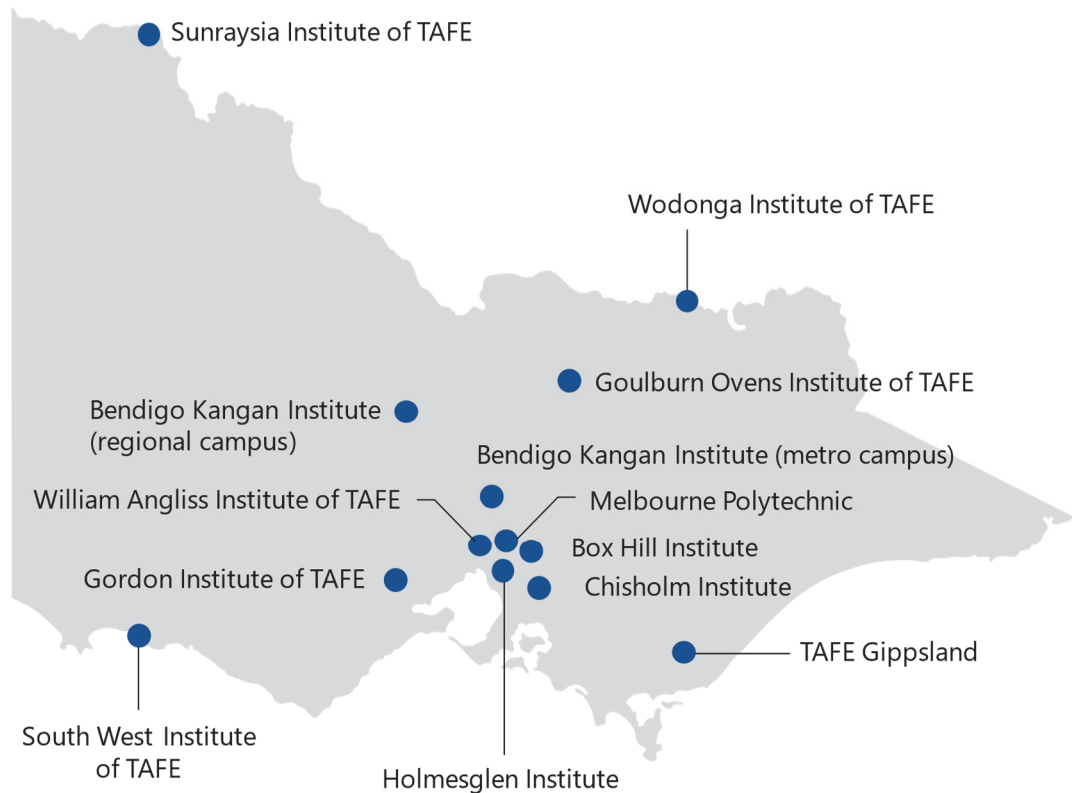 Sunraysia Institute of TAFE
Wodonga Institute of TAFE
Goulburn Ovens Institute of TAFE
Bendigo Kangan Institute
(regional campus)
Bendigo Kangan Institute (metro campus)
William Angliss Institute of TAFE
Melbourne Polytechnic
Box Hill Institute
Gordon Institute of TAFE
Chisholm Institute
TAFE Gippsland
South West Institute
of TAFE
Holmesglen Institute